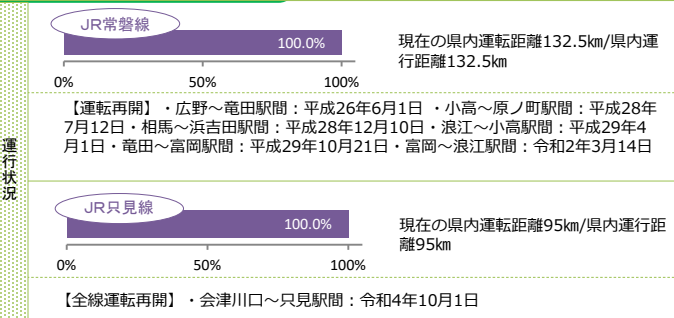 運行状況
JR常磐線
100.0%
0%
50%
100%
現在の県内運転距離132.5㎞/県内運
行距離132.5㎞
【運転再開】・広野～竜田駅間：平成26年6月1日 ・小高～原ノ町駅間：平成28年
7月12日・相馬～浜吉田駅間：平成28年12月10日・浪江～小高駅間：平成29年4
月1日・竜田～富岡駅間：平成29年10月21日・富岡～浪江駅間：令和2年3月14日
JR只見線
100.0%
0%
50%
100%
現在の県内運転距離95㎞/県内運行距
離95㎞
【全線運転再開】・会津川口～只見駅間：令和4年10月1日